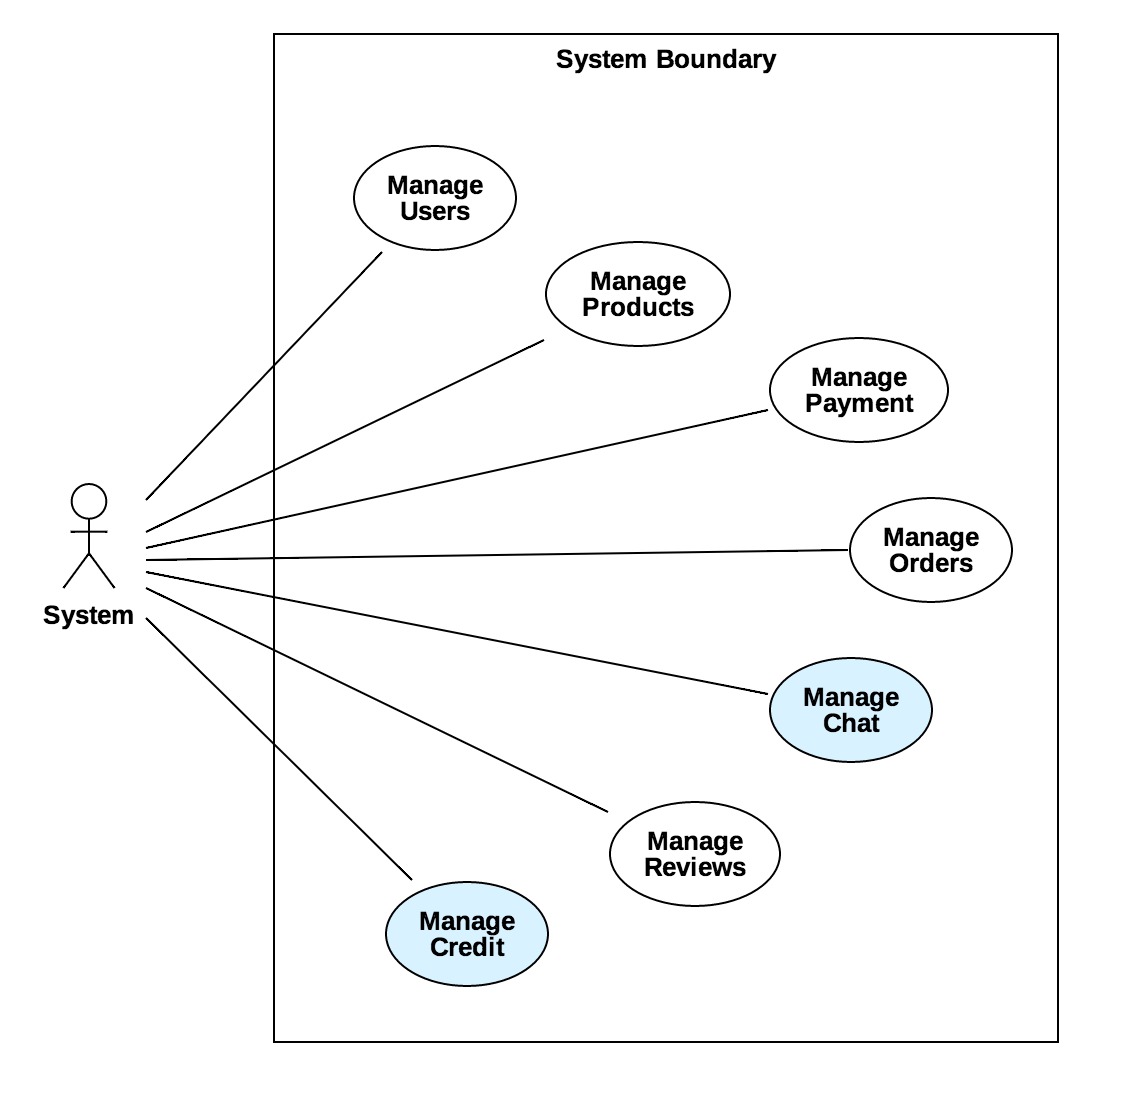 System Boundary
Manage
Users
Manage
Products
Manage
Payment
Manage
Orders
System
Manage
Chat
Manage
Reviews
Manage
Credit